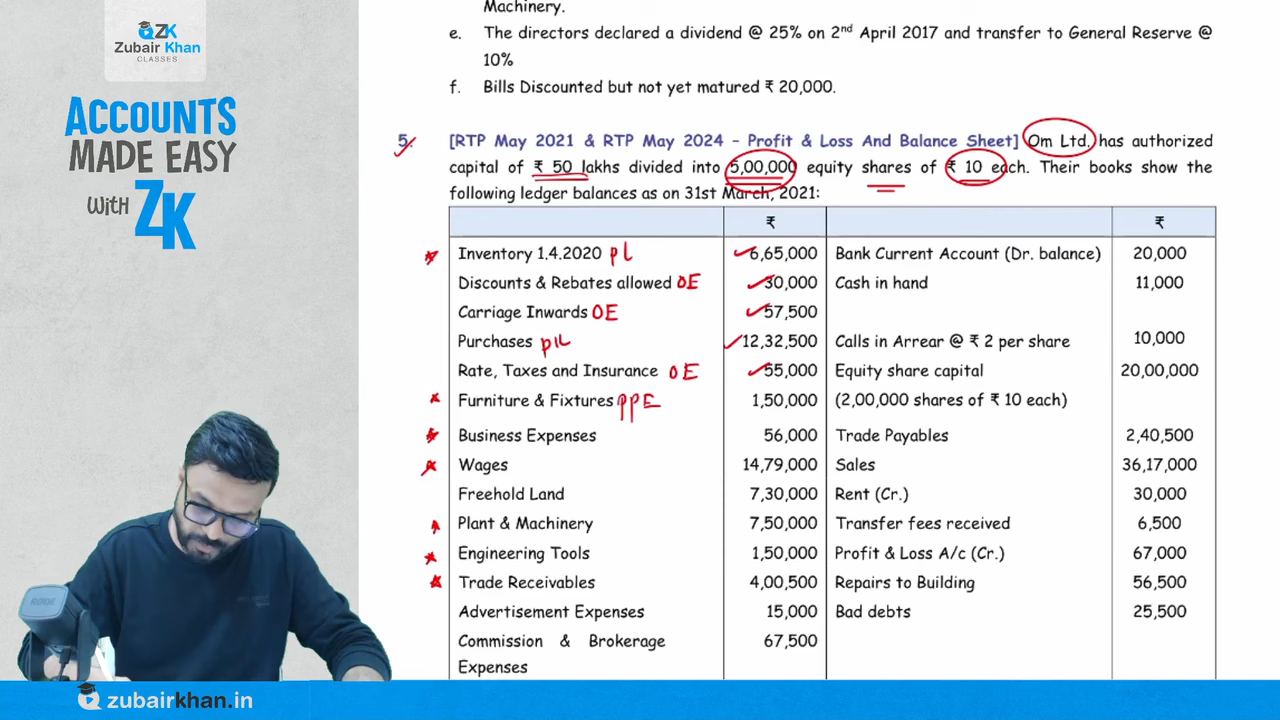 ZK
Zubair Khan
CLASSES
ACCOUNTS
MADE EASY
WITH ZK
RODE
zubairkhan.in
Machinery.
e. The directors declared a dividend @ 25% on 2nd April 2017 and transfer to General Reserve @
10%
f. Bills Discounted but not yet matured ₹ 20,000.
5. [RTP May 2021 & RTP May 2024 – Profit & Loss And Balance Sheet] Om Ltd. has authorized
capital of ₹ 50 lakhs divided into 5,00,000 equity shares of ₹ 10 each. Their books show the
following ledger balances as on 31st March, 2021:
₹ ₹
Inventory 1.4.2020 PL 6,65,000 Bank Current Account (Dr. balance) 20,000
Discounts & Rebates allowed OE 30,000 Cash in hand 11,000
Carriage Inwards OE 57,500
Purchases PIL 12,32,500 Calls in Arrear @ ₹ 2 per share 10,000
Rate, Taxes and Insurance OE 55,000 Equity share capital 20,00,000
Furniture & Fixtures PPE 1,50,000 (2,00,000 shares of ₹ 10 each)
Business Expenses 56,000 Trade Payables 2,40,500
Wages 14,79,000 Sales 36,17,000
Freehold Land 7,30,000 Rent (Cr.) 30,000
Plant & Machinery 7,50,000 Transfer fees received 6,500
Engineering Tools 1,50,000 Profit & Loss A/c (Cr.) 67,000
Trade Receivables 4,00,500 Repairs to Building 56,500
Advertisement Expenses 15,000 Bad debts 25,500
Commission & Brokerage 67,500
Expenses